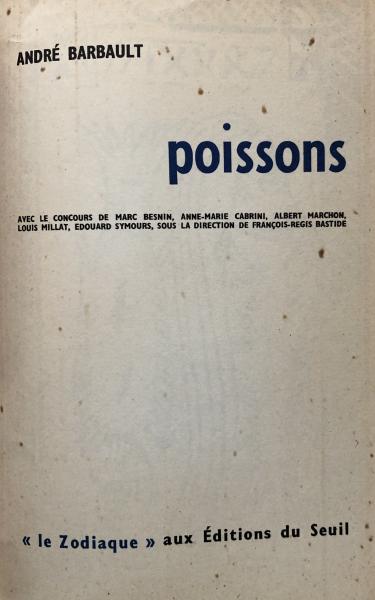 ANDRÉ BARBAULT
poissons
AVEC LE CONCOURS DE MARC BESNIN, ANNE-MARIE CABRINI, ALBERT MARCHON,
LOUIS MILLAT, EDOUARD SYMOURS, SOUS LA DIRECTION DE FRANÇOIS-REGIS BASTIDE
« le Zodiaque » aux Éditions du Seuil